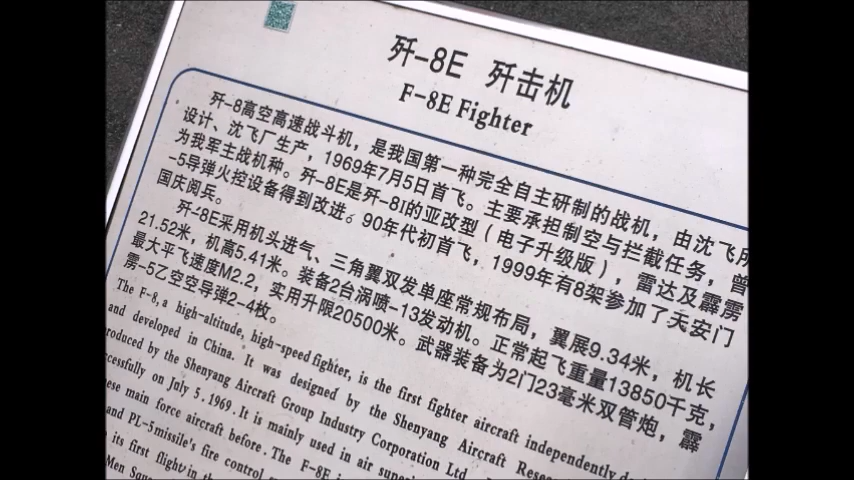 歼-8E 歼击机
F-8E Fighter
歼-8高空高速战斗机，是我国第一种完全自主研制的战机，由沈飞所
设计、沈飞厂生产，1969年7月5日首飞。主要承担制空与拦截任务，曾
为我军主战机种。歼-8E是歼-8I的亚改型（电子升级版），雷达及霹雳
-5导弹火控设备得到改进。90年代初首飞，1999年有8架参加了天安门
国庆阅兵。
歼-8E采用机头进气、三角翼双发单座常规布局，翼展9.34米，机长
21.52米，机高5.41米。装备2台涡喷-13发动机。正常起飞重量13850千克，
最大平飞速度M2.2，实用升限20500米。武器装备为2门23毫米双管炮，霹
雳-5乙空空导弹2-4枚。
The F-8, a high-altitude, high-speed fighter, is the first fighter aircraft independently
and developed in China. It was designed by the Shenyang Aircraft
by the Shenyang Aircraft Group Industry Corporation Ltd
on July 5, 1969. It is mainly used in air
main force aircraft before. The F-8E
and PL-5 missile's fire control
its first flight in the